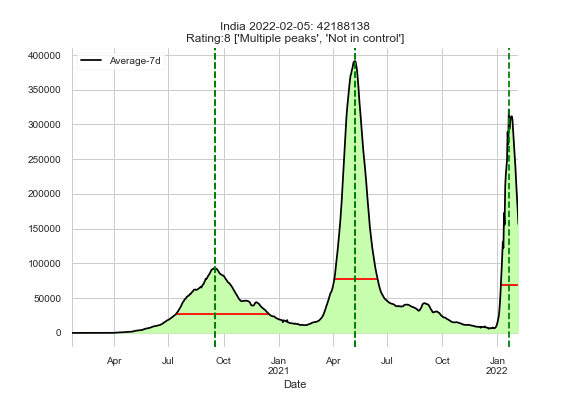 India 2022-02-05: 42188138
Rating:8 ['Multiple peaks', 'Not in control']
Average-7d
400000
350000
300000
250000
200000
150000
100000
50000
0
Apr Jul Oct Jan Apr Jul Oct Jan
2021 2022
Date